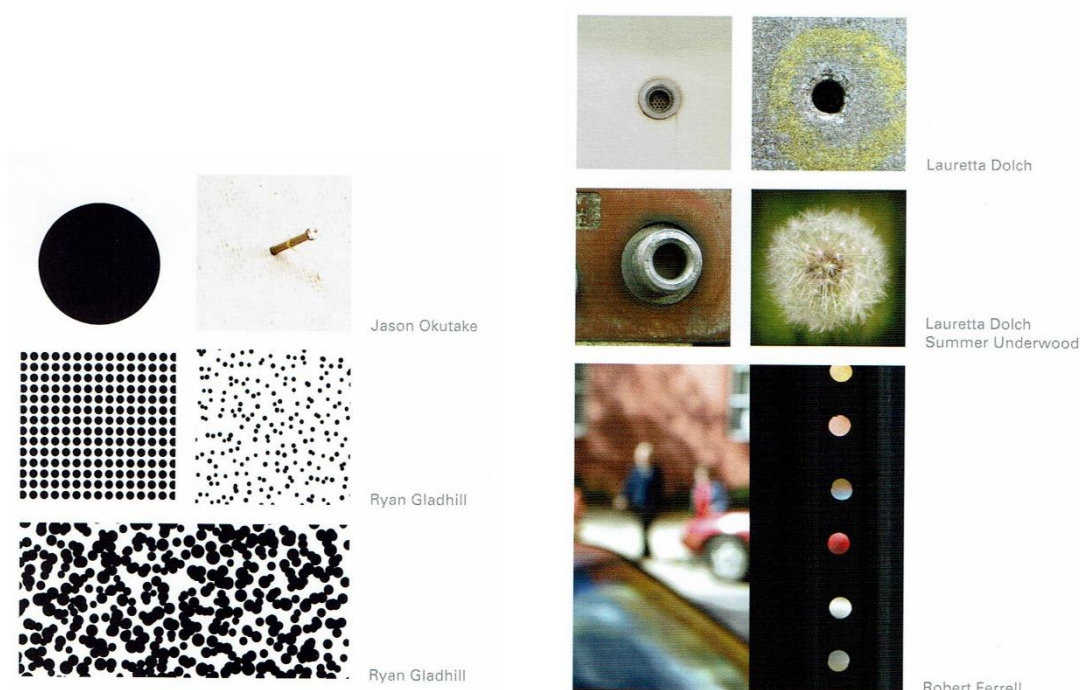 Jason Okutake
Ryan Gladhill
Ryan Gladhill
Lauretta Dolch
Lauretta Dolch
Summer Underwood
Robert Ferrell